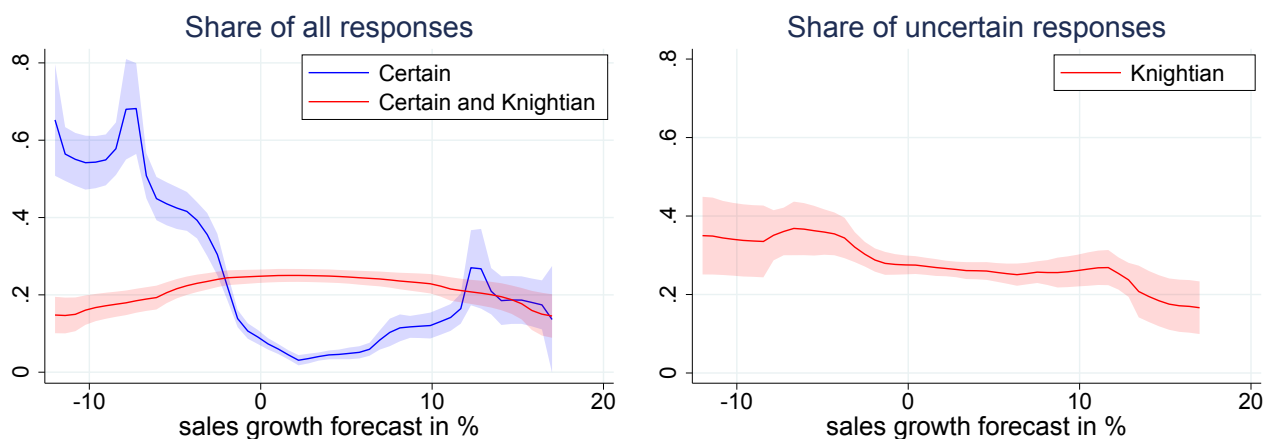 Share of all responses
Certain
Certain and Knightian
.8
.6
.4
.2
0
-10
0
10
20
sales growth forecast in %
Share of uncertain responses
Knightian
.8
.6
.4
.2
0
-10
0
10
20
sales growth forecast in %